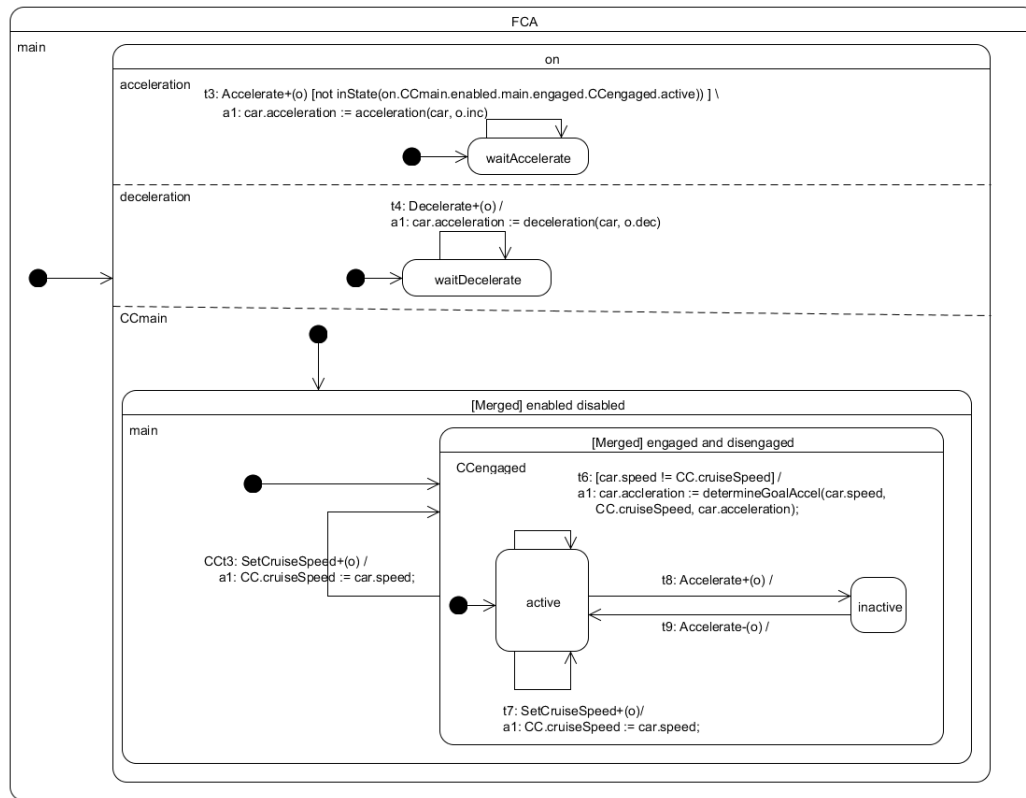 FCA
main
on
acceleration
t3: Accelerate+(o) [not inState(on.CCmain.enabled.main.engaged.CCengaged.active)) ] \
a1: car.acceleration := acceleration(car, o.inc)
waitAccelerate
deceleration
t4: Decelerate+(o) /
a1: car.acceleration := deceleration(car, o.dec)
waitDecelerate
CCmain
[Merged] enabled disabled
main
[Merged] engaged and disengaged
CCengaged
t6: [car.speed != CC.cruiseSpeed] /
a1: car.accleration := determineGoalAccel(car.speed,
CC.cruiseSpeed, car.acceleration);
CCt3: SetCruiseSpeed+(o) /
a1: CC.cruiseSpeed := car.speed;
active
t8: Accelerate+(o) /
inactive
t9: Accelerate-(o) /
t7: SetCruiseSpeed+(o)/
a1: CC.cruiseSpeed := car.speed;